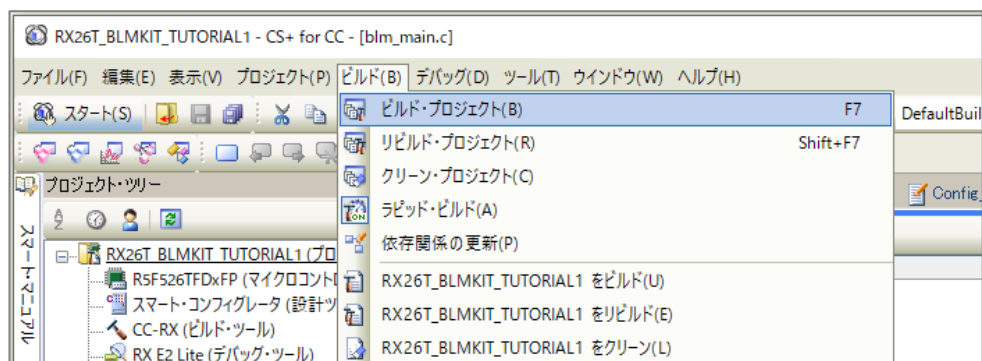 RX26T_BLMKIT_TUTORIAL1 - CS+ for CC - [blm_main.c]
ファイル(F) 編集(E) 表示(V) プロジェクト(P) ビルド(B) デバッグ(D) ツール(T) ウインドウ(W) ヘルプ(H)
スタート(S)
ビルド・プロジェクト(B) F7
DefaultBuil
リビルド・プロジェクト(R) Shift+F7
プロジェクト・ツリー
クリーン・プロジェクト(C)
Config_
ラピッド・ビルド(A)
スマート・マニュアル
依存関係の更新(P)
RX26T_BLMKIT_TUTORIAL1 (プロ
R5F526TFDxFP (マイクロコント
RX26T_BLMKIT_TUTORIAL1 をビルド(U)
スマート・コンフィグレータ (設計ツ
RX26T_BLMKIT_TUTORIAL1 をリビルド(E)
CC-RX (ビルド・ツール)
RX26T_BLMKIT_TUTORIAL1 をクリーン(L)
RX E2 Lite (デバッグ・ツール)